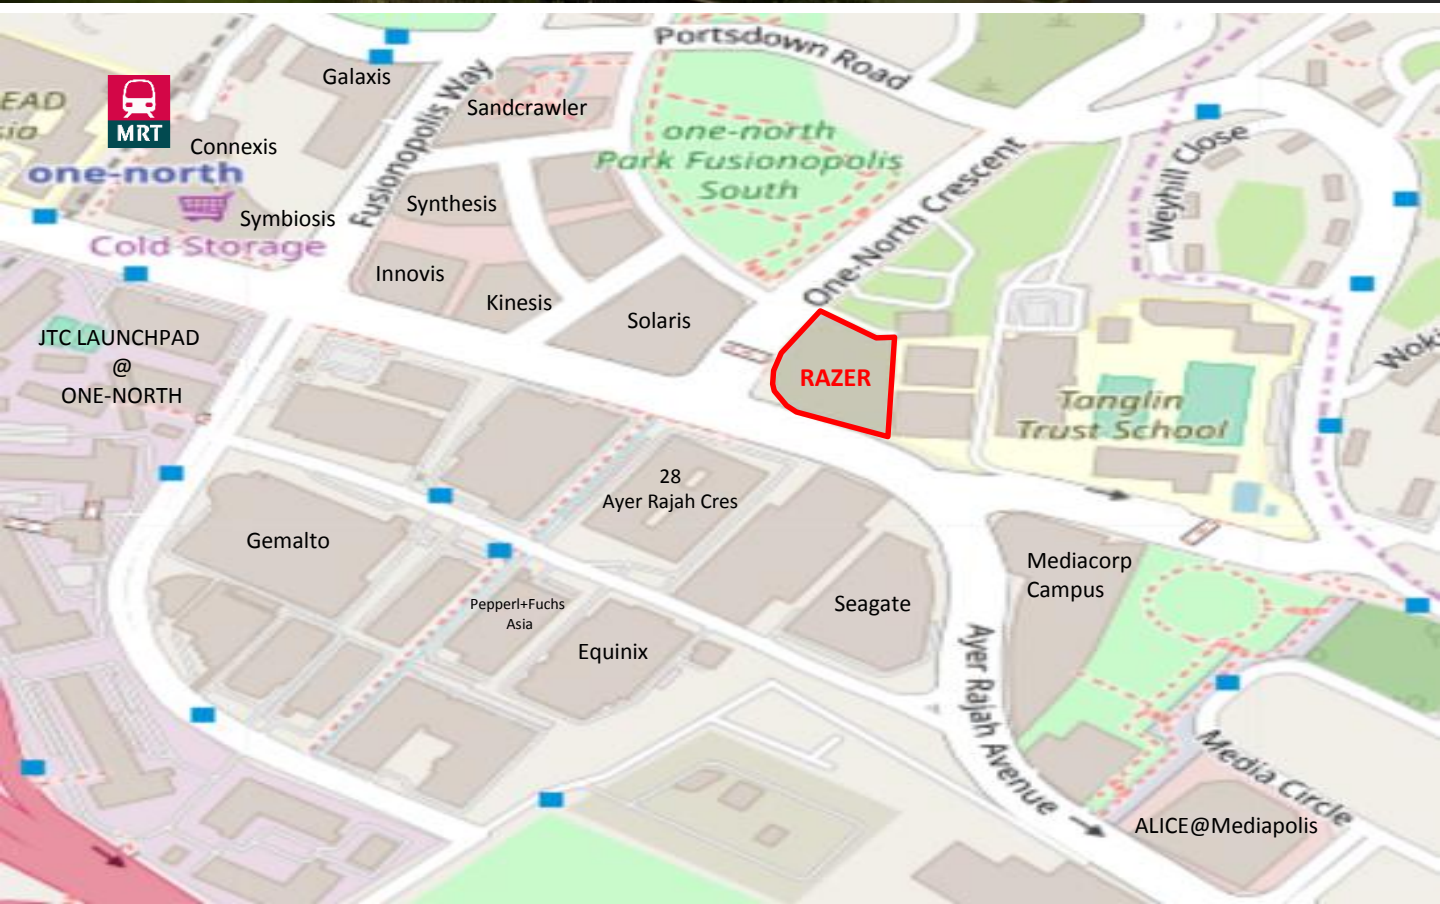 Portsdown Road
Galaxis
Fusionopolis Way
Sandcrawler
EAD
sia
MRT
Connexis
one-north
Park Fusionopolis
South
Weyhill Close
one-north
One-North Crescent
Symbiosis
Synthesis
Cold Storage
Innovis
Kinesis
Solaris
JTC LAUNCHPAD
@
ONE-NORTH
RAZER
Woki
Tanglin
Trust School
28
Ayer Rajah Cres
Gemalto
Mediacorp
Campus
Pepperl+Fuchs
Asia
Seagate
Equinix
Ayer Rajah Avenue
Media Circle
ALICE@Mediapolis